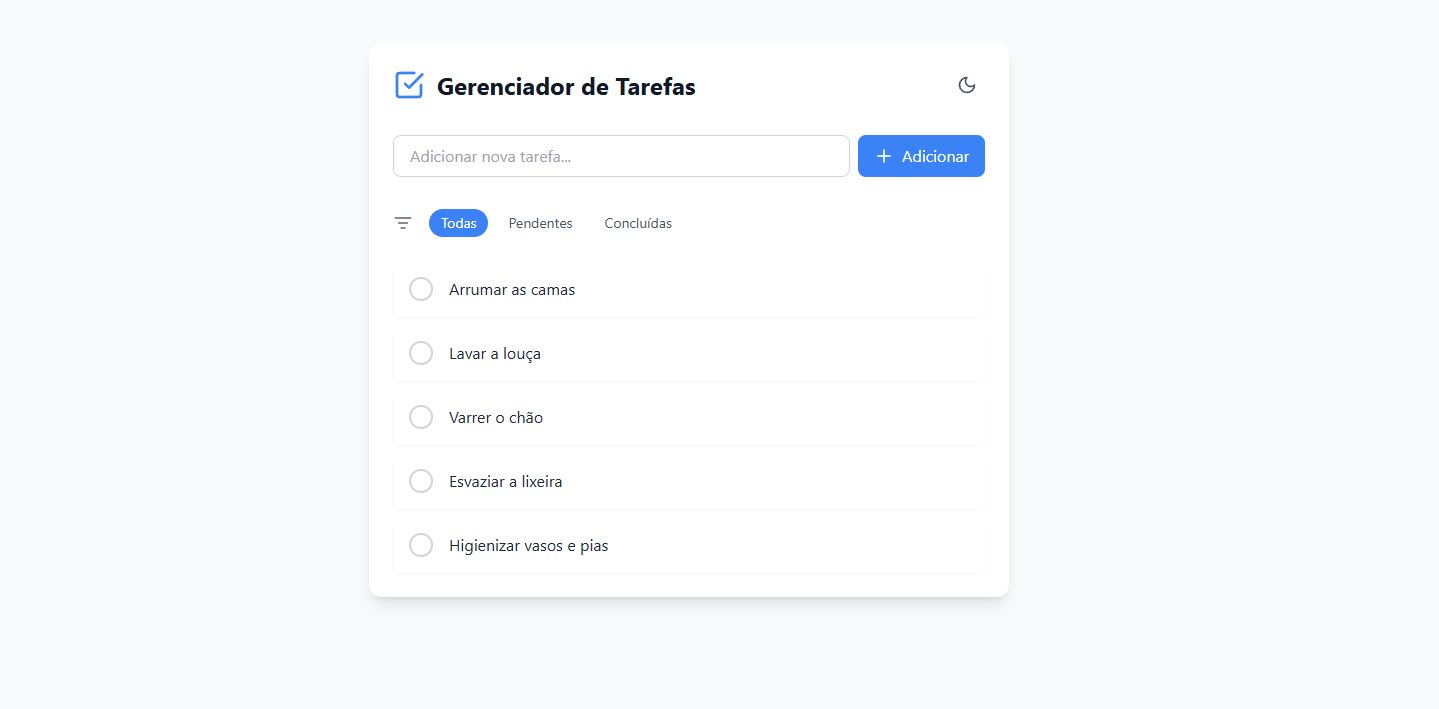 Gerenciador de Tarefas
Adicionar nova tarefa...
Adicionar
Todas Pendentes Concluídas
Arrumar as camas
Lavar a louça
Varrer o chão
Esvaziar a lixeira
Higienizar vasos e pias